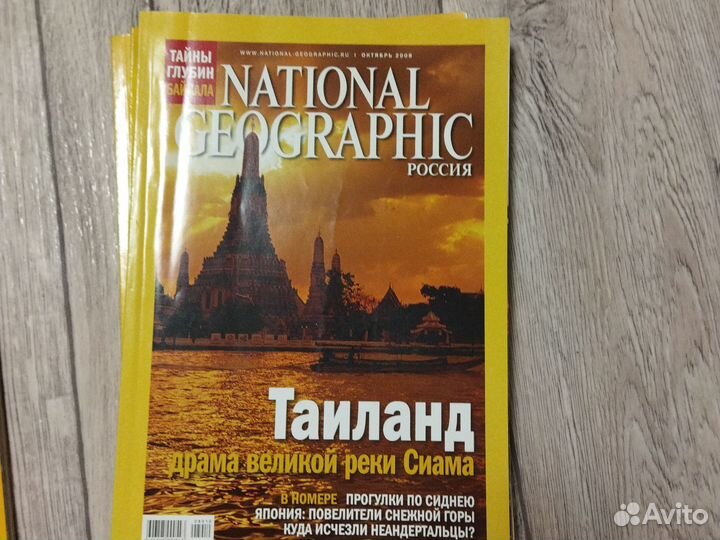 ТАЙНЫ
ГЛУБИН
БАЙКАЛА
WWW.NATIONAL-GEOGRAPHIC.RU | ОКТЯБРЬ 2008
NATIONAL
GEOGRAPHIC
РОССИЯ
Таиланд
драма великой реки Сиама
В НОМЕРЕ ПРОГУЛКИ ПО СИДНЕЮ
ЯПОНИЯ: ПОВЕЛИТЕЛИ СНЕЖНОЙ ГОРЫ
КУДА ИСЧЕЗЛИ НЕАНДЕРТАЛЬЦЫ?
Avito